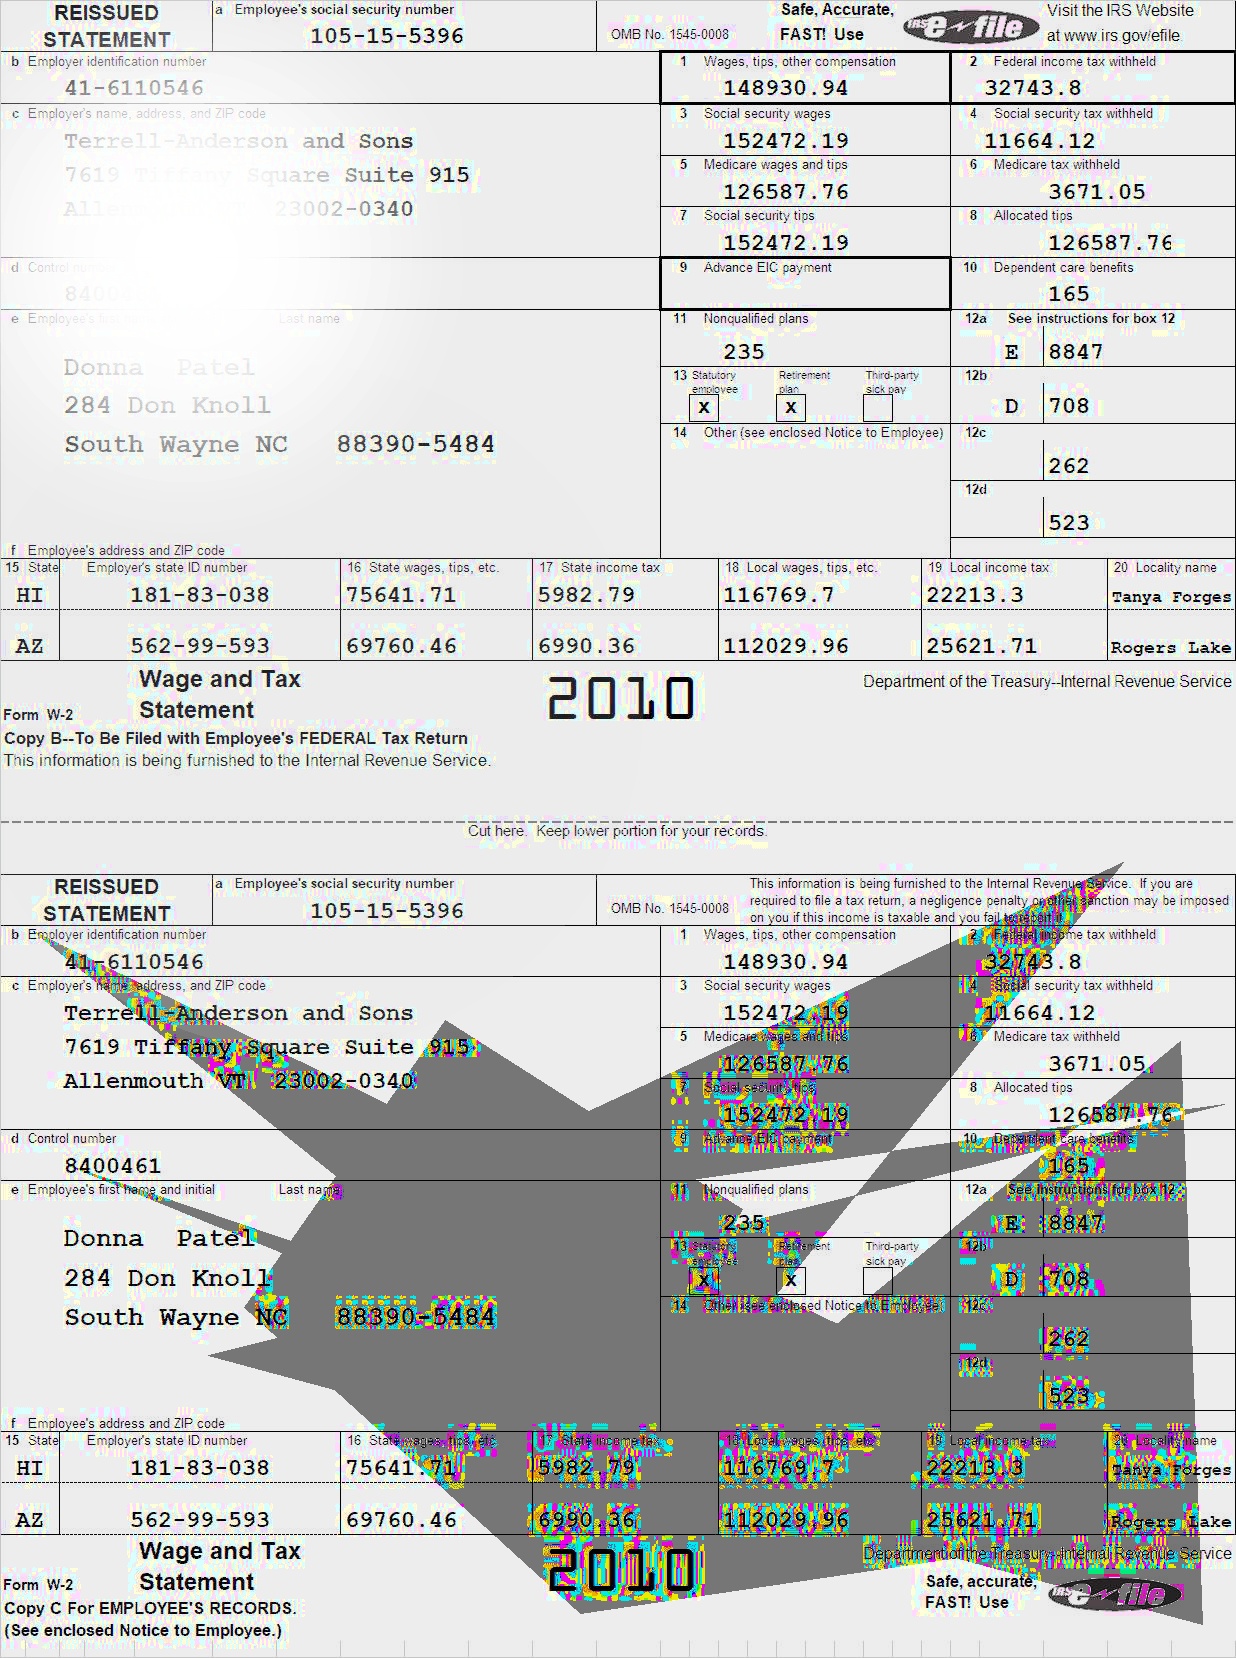 REISSUED STATEMENT
a Employee's social security number
105-15-5396
OMB No. 1545-0008
Safe, Accurate, FAST! Use
IRS e-file
Visit the IRS Website at www.irs.gov/efile
b Employer identification number
41-6110546
1 Wages, tips, other compensation
148930.94
2 Federal income tax withheld
32743.8
c Employer's name, address, and ZIP code
Terrell-Anderson and Sons
7619 Tiffany Square Suite 915
Allenmouth VT 23002-0340
3 Social security wages
152472.19
4 Social security tax withheld
11664.12
5 Medicare wages and tips
126587.76
6 Medicare tax withheld
3671.05
7 Social security tips
152472.19
8 Allocated tips
126587.76
d Control number
8400461
9 Advance EIC payment
10 Dependent care benefits
165
e Employee's first name and initial Last name
Donna Patel
284 Don Knoll
South Wayne NC 88390-5484
11 Nonqualified plans
235
12a See instructions for box 12
E 8847
13 Statutory employee X
Retirement plan X
Third-party sick pay
12b
D 708
14 Other (see enclosed Notice to Employee)
12c
262
12d
523
f Employee's address and ZIP code
15 State Employer's state ID number 16 State wages, tips, etc. 17 State income tax 18 Local wages, tips, etc. 19 Local income tax 20 Locality name
HI 181-83-038 75641.71 5982.79 116769.7 22213.3 Tanya Forges
AZ 562-99-593 69760.46 6990.36 112029.96 25621.71 Rogers Lake
Form W-2 Wage and Tax Statement
2010
Department of the Treasury--Internal Revenue Service
Copy B--To Be Filed with Employee's FEDERAL Tax Return
This information is being furnished to the Internal Revenue Service.
Cut here. Keep lower portion for your records.
REISSUED STATEMENT
a Employee's social security number
105-15-5396
OMB No. 1545-0008
This information is being furnished to the Internal Revenue Service. If you are
required to file a tax return, a negligence penalty or other sanction may be imposed
on you if this income is taxable and you fail to report it.
b Employer identification number
41-6110546
1 Wages, tips, other compensation
148930.94
2 Federal income tax withheld
32743.8
c Employer's name, address, and ZIP code
Terrell-Anderson and Sons
7619 Tiffany Square Suite 915
Allenmouth VT 23002-0340
3 Social security wages
152472.19
4 Social security tax withheld
11664.12
5 Medicare wages and tips
126587.76
6 Medicare tax withheld
3671.05
7 Social security tips
152472.19
8 Allocated tips
126587.76
d Control number
8400461
9 Advance EIC payment
10 Dependent care benefits
165
e Employee's first name and initial Last name
Donna Patel
284 Don Knoll
South Wayne NC 88390-5484
11 Nonqualified plans
235
12a See instructions for box 12
E 8847
13 Statutory employee X
Retirement plan X
Third-party sick pay
12b
D 708
14 Other (see enclosed Notice to Employee)
12c
262
12d
523
f Employee's address and ZIP code
15 State Employer's state ID number 16 State wages, tips, etc. 17 State income tax 18 Local wages, tips, etc. 19 Local income tax 20 Locality name
HI 181-83-038 75641.71 5982.79 116769.7 22213.3 Tanya Forges
AZ 562-99-593 69760.46 6990.36 112029.96 25621.71 Rogers Lake
Form W-2 Wage and Tax Statement
2010
Department of the Treasury--Internal Revenue Service
Safe, accurate, FAST! Use
IRS e-file
Copy C For EMPLOYEE'S RECORDS.
(See enclosed Notice to Employee.)